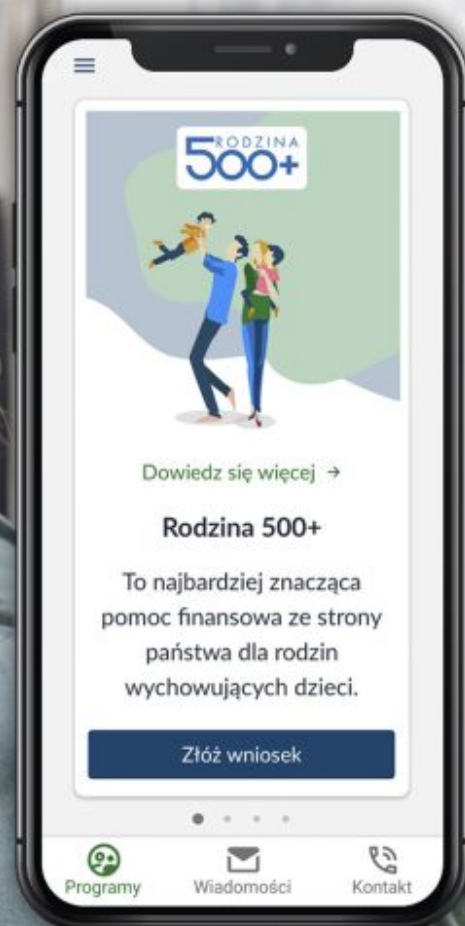 RODZINA
500+
Dowiedz się więcej →
Rodzina 500+
To najbardziej znacząca
pomoc finansowa ze strony
państwa dla rodzin
wychowujących dzieci.
Złóż wniosek
Programy Wiadomości Kontakt